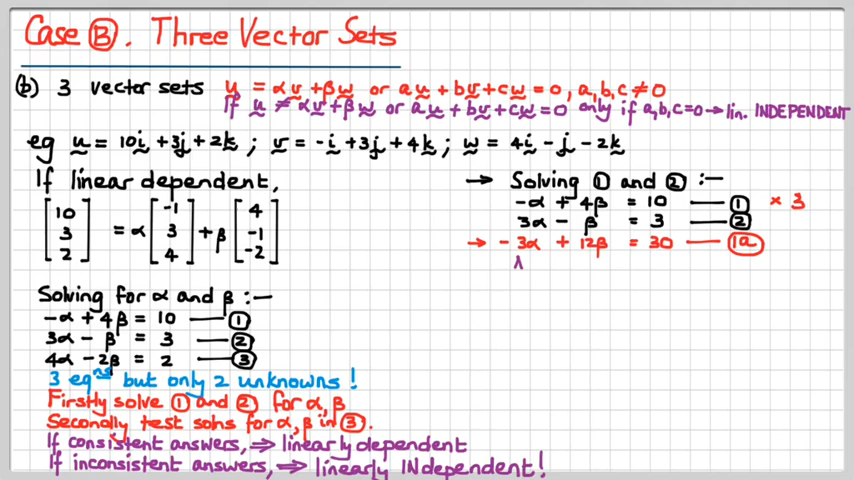 Case B. Three Vector Sets
(b) 3 vector sets u = αv + βw or au + bv + cw = 0, a,b,c ≠ 0
If u ≠ αv + βw or au + bv + cw = 0 only if a,b,c = 0 → lin. INDEPENDENT
eg u = 10i + 3j + 2k ; v = -i + 3j + 4k ; w = 4i - j - 2k
If linear dependent,
[10 3 2] = α [-1 3 4] + β [4 -1 -2]
Solving for α and β :-
-α + 4β = 10 — ①
3α - β = 3 — ②
4α - 2β = 2 — ③
3 eqns but only 2 unknowns !
Firstly solve ① and ② for α, β
Secondly test solns for α, β in ③.
If consistent answers, ⇒ linearly dependent
If inconsistent answers, ⇒ linearly INdependent !
→ Solving ① and ② :-
-α + 4β = 10 — ① × 3
3α - β = 3 — ②
→ - 3α + 12β = 30 — 1a